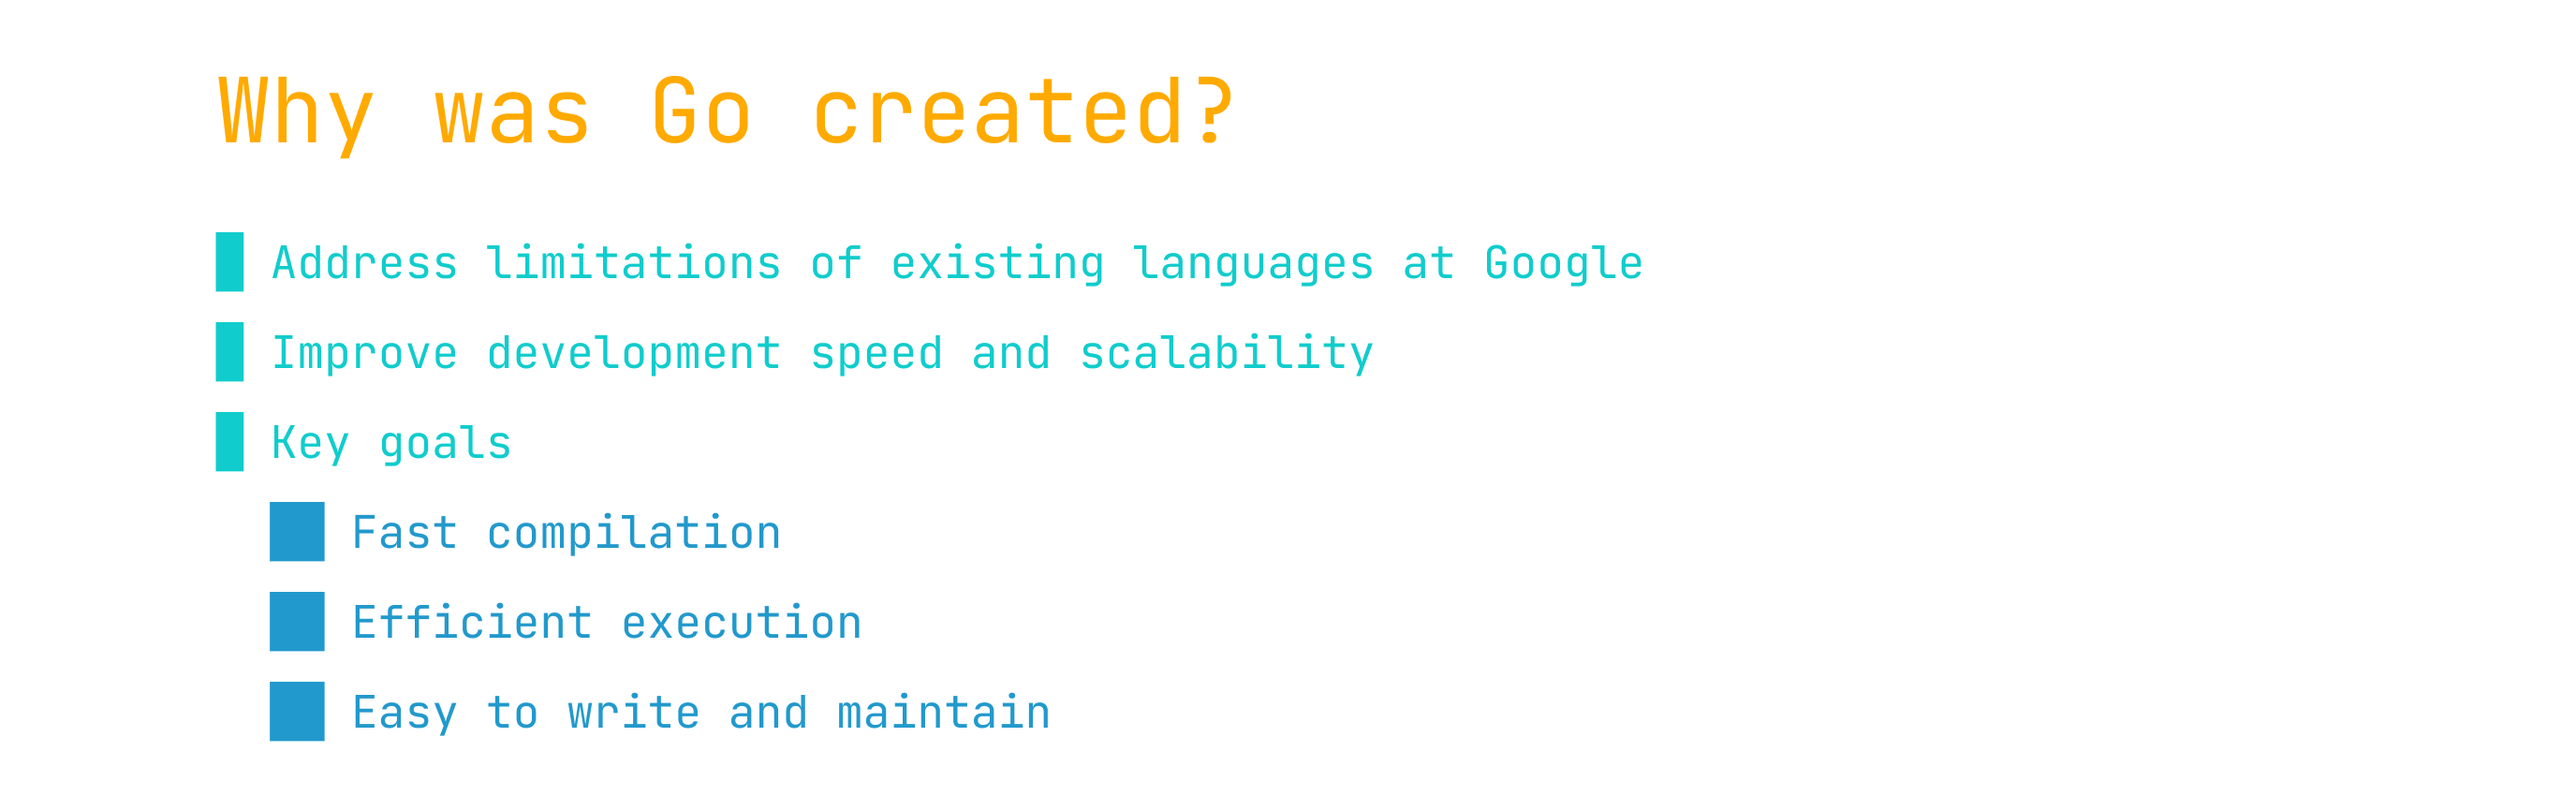 Why was Go created?
Address limitations of existing languages at Google
Improve development speed and scalability
Key goals
Fast compilation
Efficient execution
Easy to write and maintain